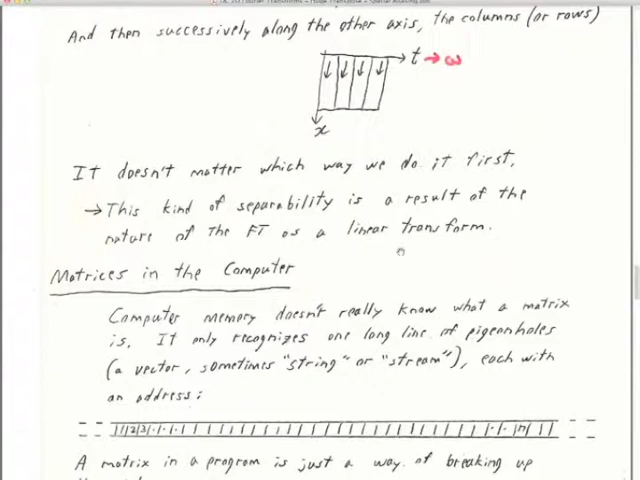 And then successively along the other axis, the columns (or rows)
t → ω
x
It doesn't matter which way we do it first,
→ This kind of separability is a result of the
nature of the FT as a linear transform.
Matrices in the Computer
Computer memory doesn't really know what a matrix
is. It only recognizes one long line of pigeonholes
(a vector, sometimes "string" or "stream"), each with
an address:
1 2 3 n
A matrix in a program is just a way of breaking up